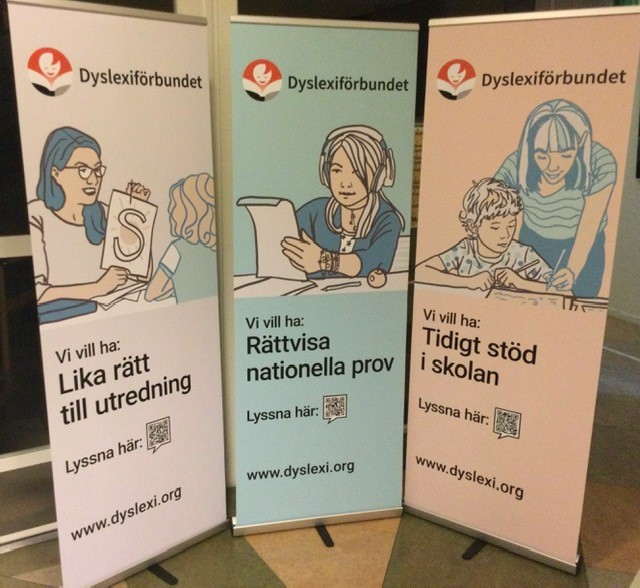 Dyslexiförbundet
S
Vi vill ha:
Lika rätt
till utredning
Lyssna här:
www.dyslexi.org
Dyslexiförbundet
Vi vill ha:
Rättvisa
nationella prov
Lyssna här:
www.dyslexi.org
Dyslexiförbundet
Vi vill ha:
Tidigt stöd
i skolan
Lyssna här:
www.dyslexi.org